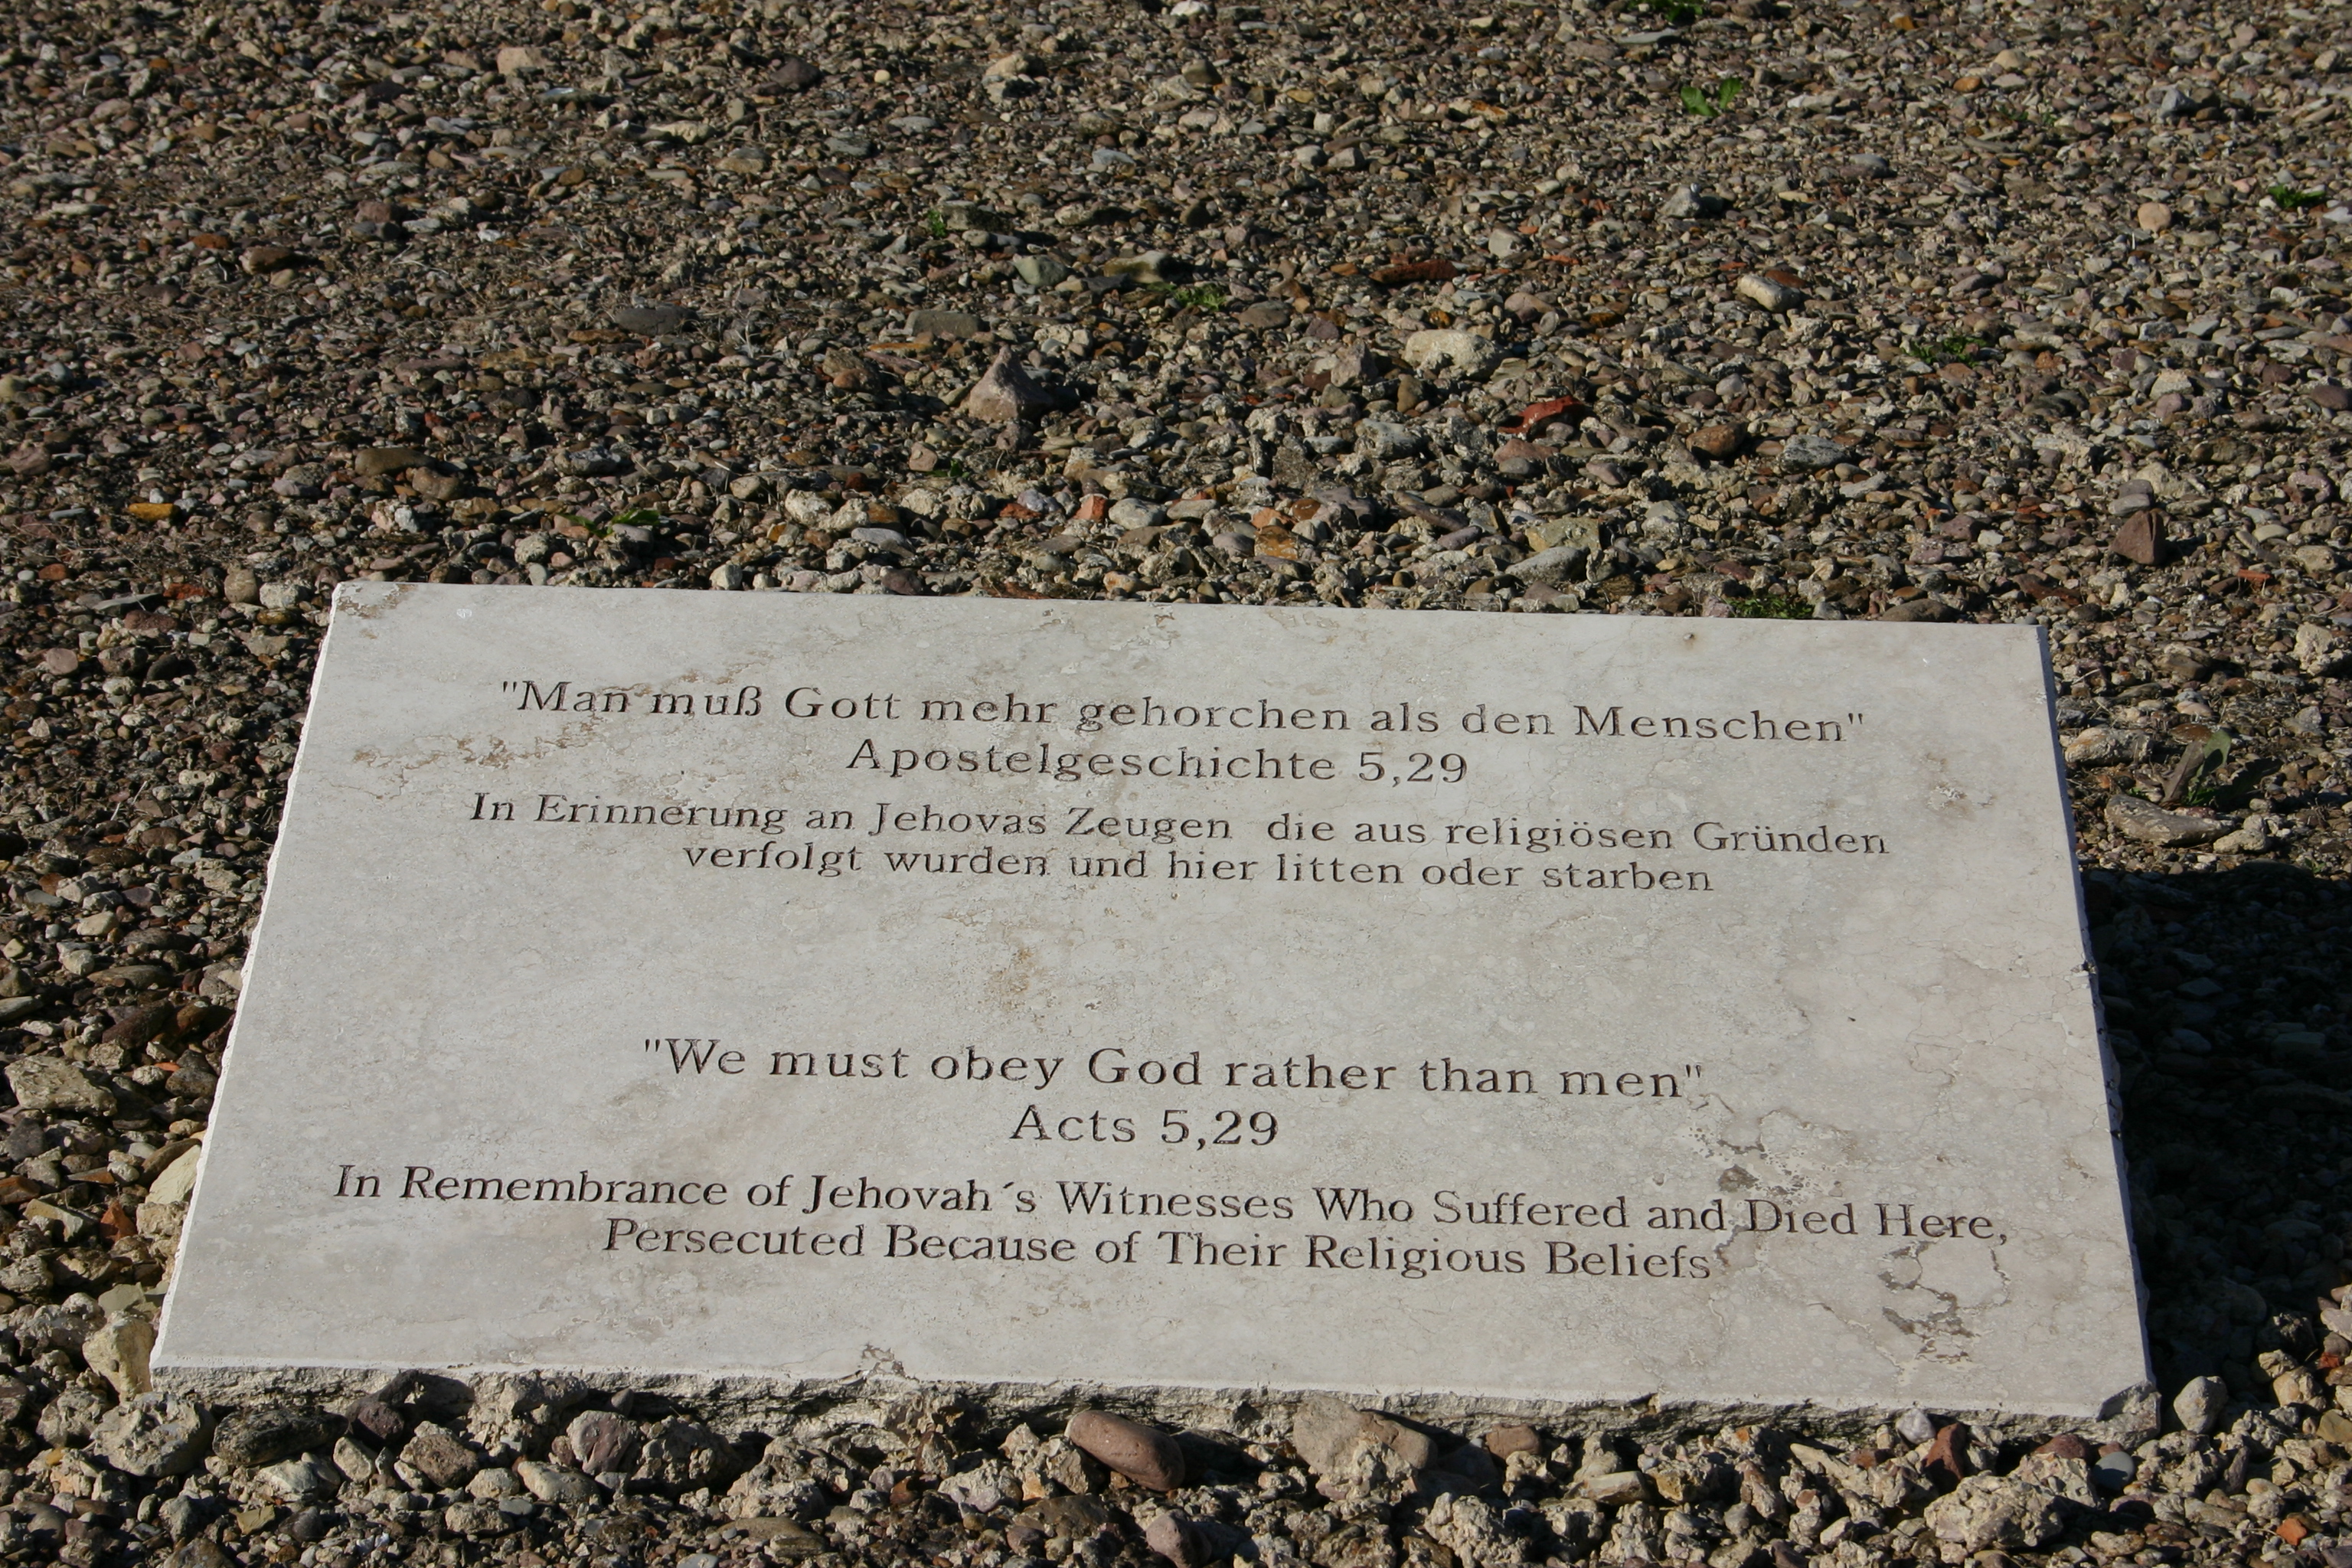 "Man muß Gott mehr gehorchen als den Menschen"
Apostelgeschichte 5,29
In Erinnerung an Jehovas Zeugen die aus religiösen Gründen
verfolgt wurden und hier litten oder starben
"We must obey God rather than men"
Acts 5,29
In Remembrance of Jehovah´s Witnesses Who Suffered and Died Here,
Persecuted Because of Their Religious Beliefs